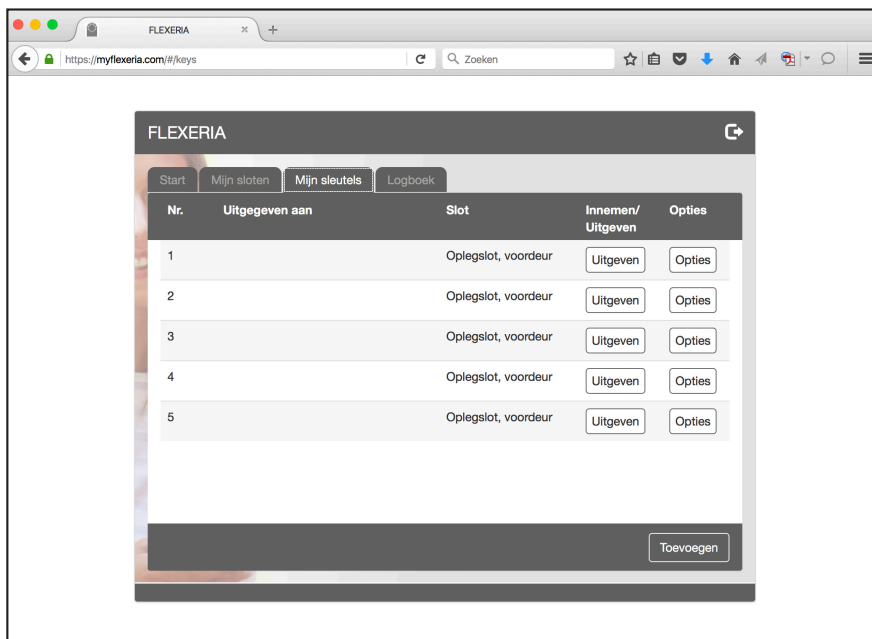 FLEXERIA
https://myflexeria.com/#/keys
Zoeken
FLEXERIA
Start Mijn sloten Mijn sleutels Logboek
Nr. Uitgegeven aan Slot Innemen/ Opties
Uitgeven
1 Oplegslot, voordeur Uitgeven Opties
2 Oplegslot, voordeur Uitgeven Opties
3 Oplegslot, voordeur Uitgeven Opties
4 Oplegslot, voordeur Uitgeven Opties
5 Oplegslot, voordeur Uitgeven Opties
Toevoegen